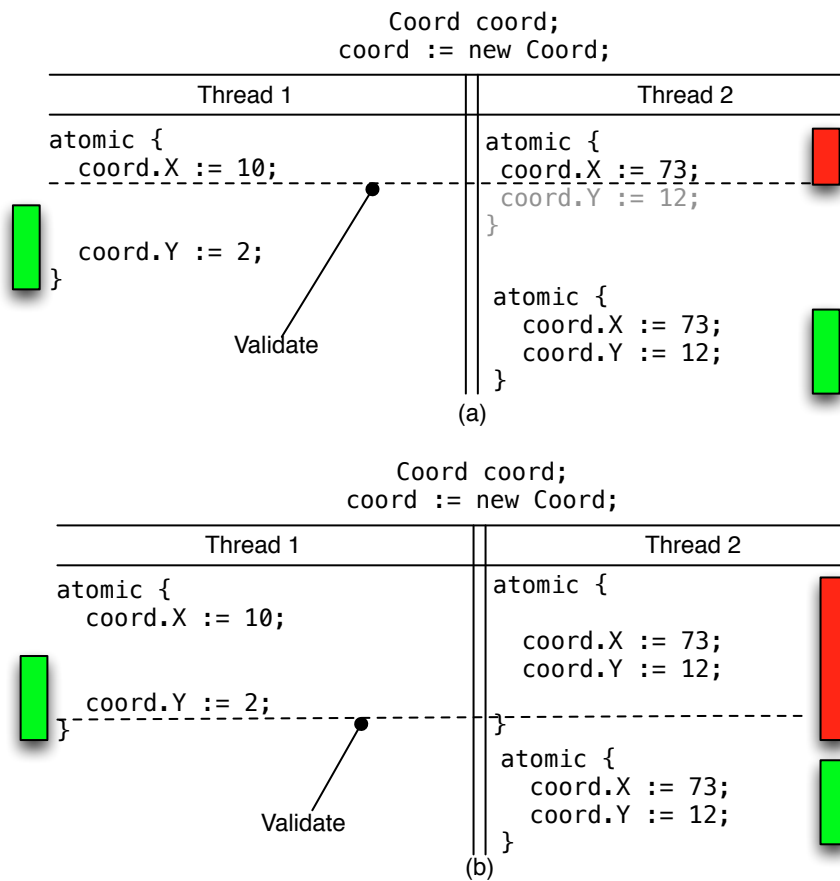 Coord coord;
coord := new Coord;
Thread 1
Thread 2
atomic {
coord.X := 10;
coord.Y := 2;
}
Validate
atomic {
coord.X := 73;
coord.Y := 12;
}
atomic {
coord.X := 73;
coord.Y := 12;
}
(a)
Coord coord;
coord := new Coord;
Thread 1
Thread 2
atomic {
coord.X := 10;
coord.Y := 2;
}
Validate
atomic {
coord.X := 73;
coord.Y := 12;
}
atomic {
coord.X := 73;
coord.Y := 12;
}
(b)